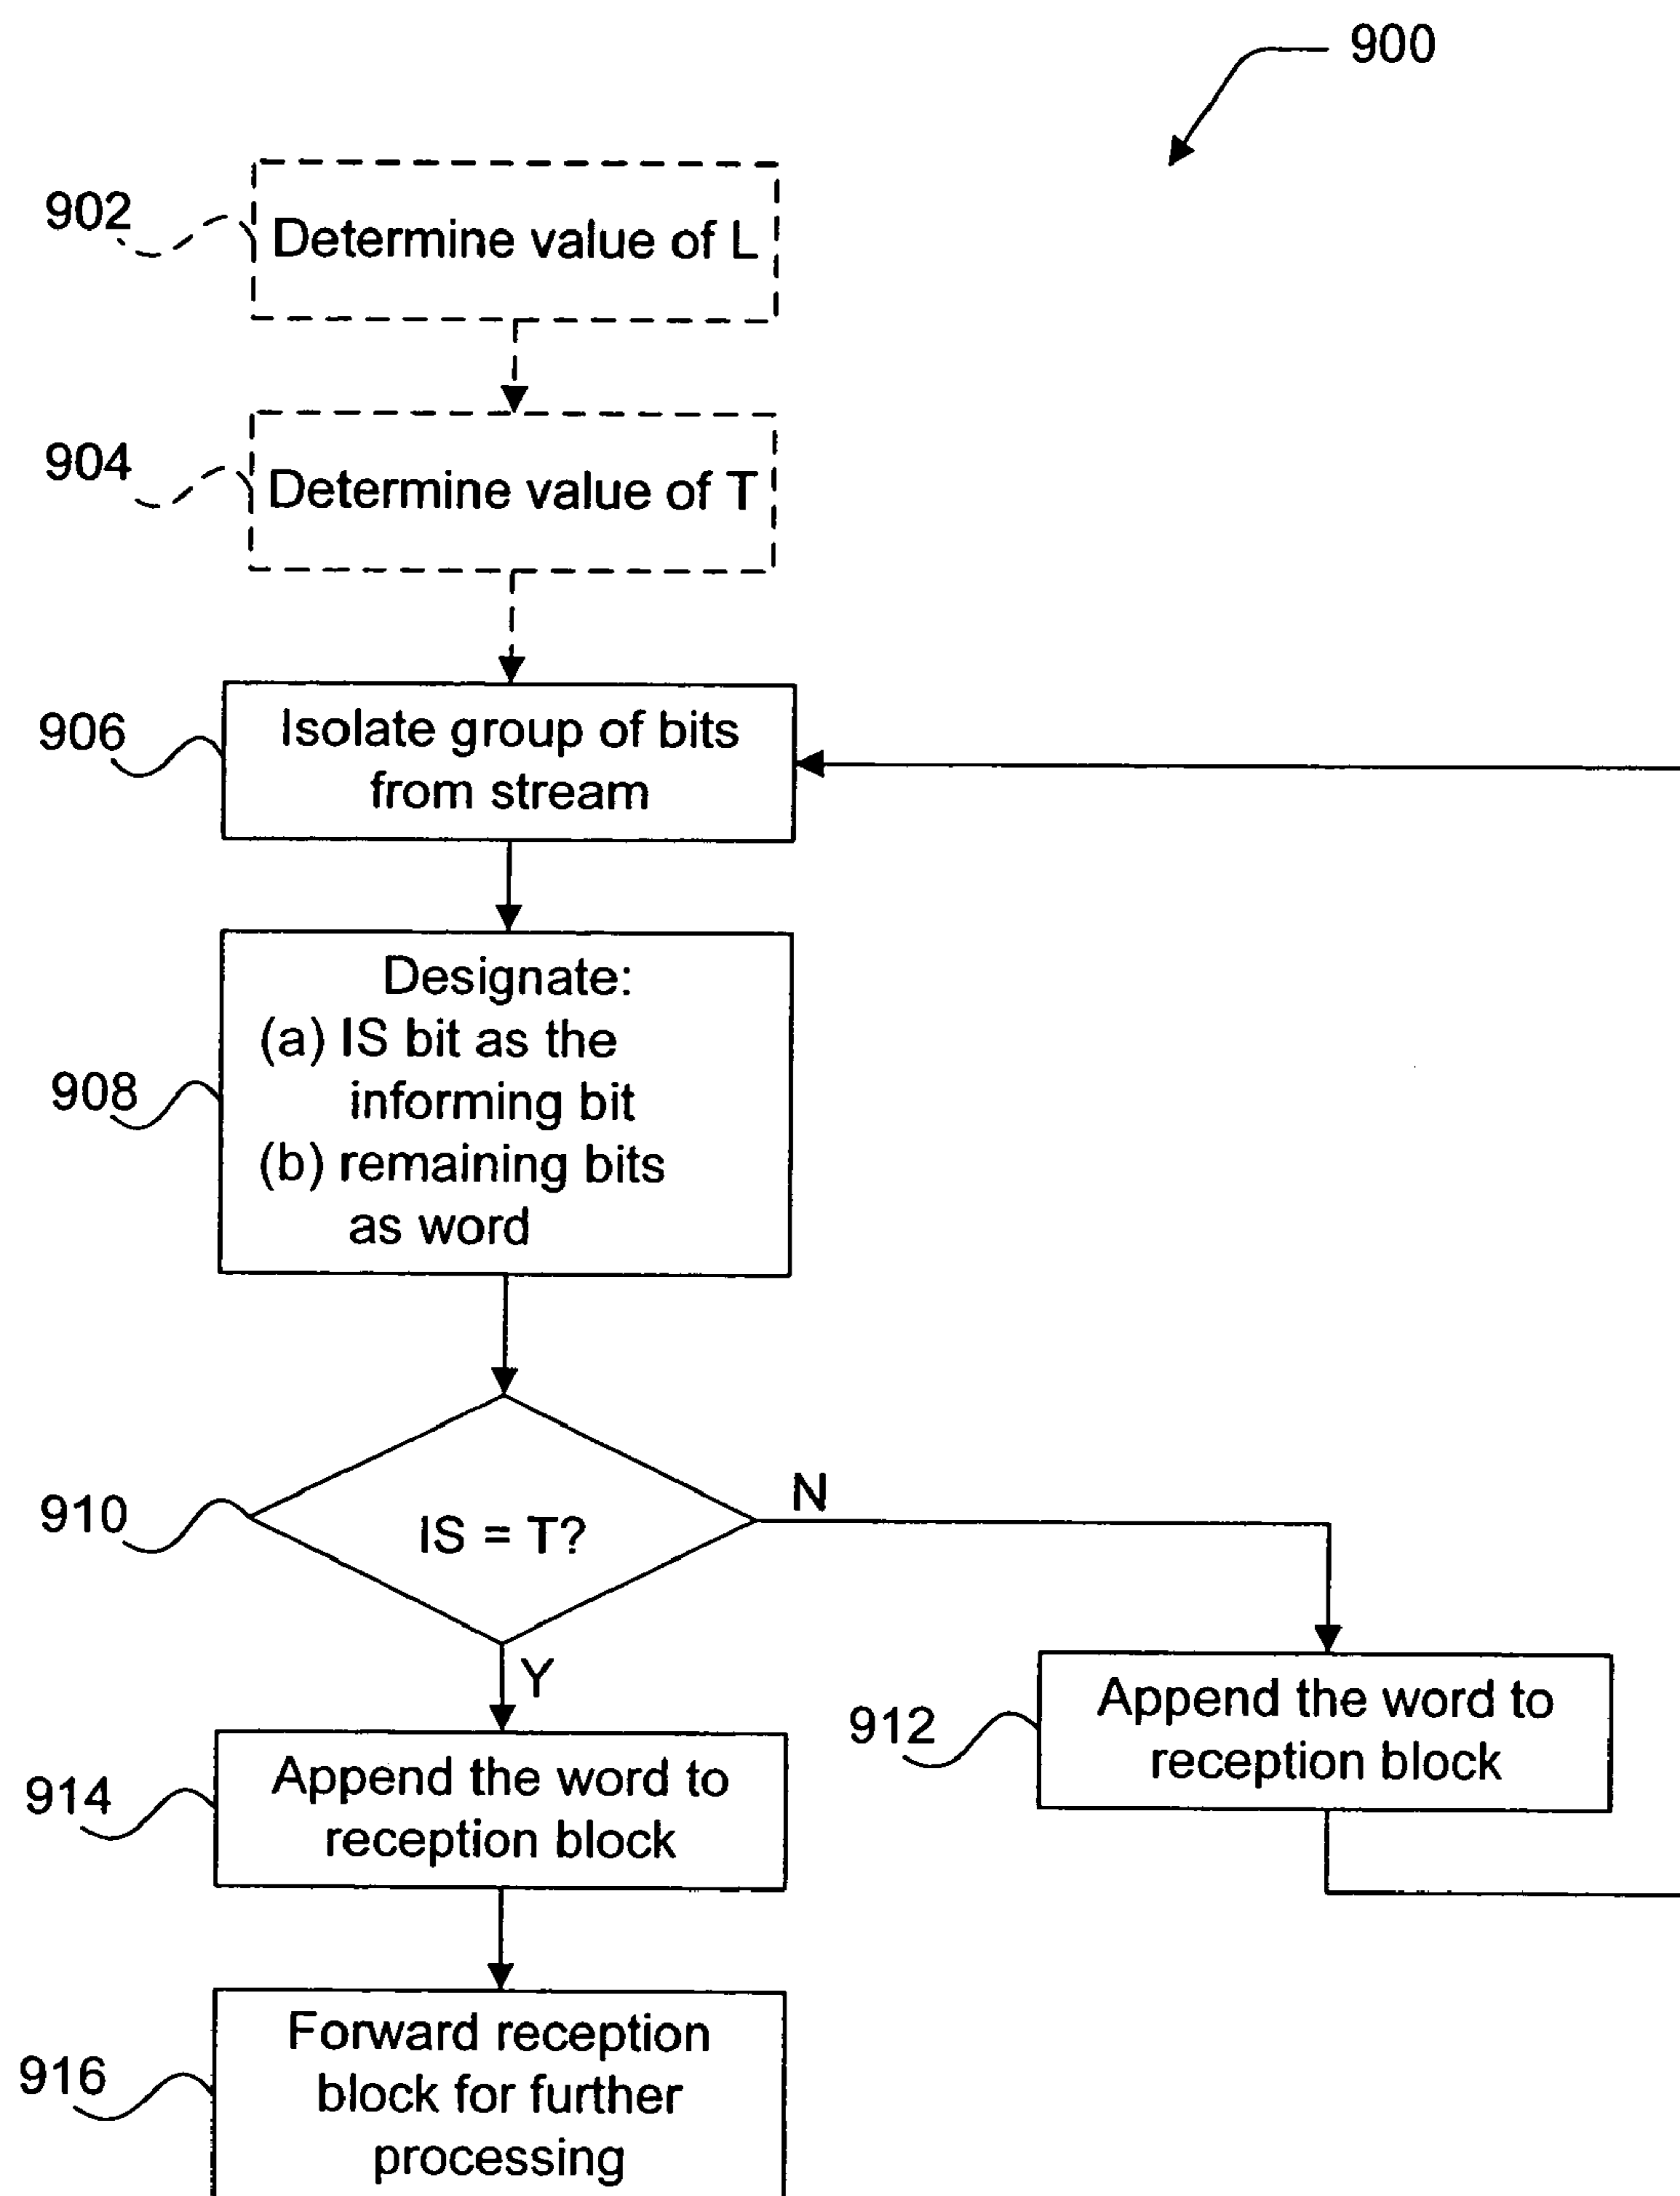 900
902
Determine value of L
904
Determine value of T
906
Isolate group of bits
from stream
908
Designate:
(a) IS bit as the
informing bit
(b) remaining bits
as word
910
IS = T?
N
Y
912
Append the word to
reception block
914
Append the word to
reception block
916
Forward reception
block for further
processing